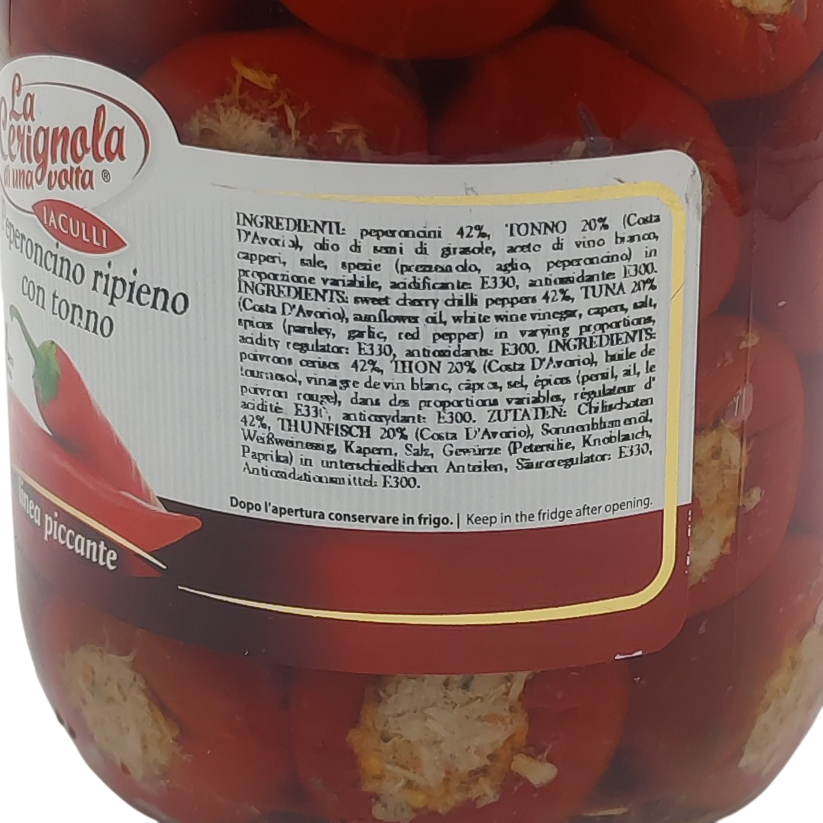 La
Cerignola
di una volta ®
IACULLI
Peperoncino ripieno
con tonno
linea piccante
INGREDIENTI: peperoncini 42%, TONNO 20% (Costa
D'Avorio), olio di semi di girasole, aceto di vino bianco,
capperi, sale, spezie (prezzemolo, aglio, peperoncino) in
proporzione variabile, acidificante: E330, antiossidante E300.
INGREDIENTS: sweet cherry chilli peppers 42%, TUNA 20%
(Costa D'Avorio), sunflower oil, white wine vinegar, capers, salt,
spices (parsley, garlic, red pepper) in varying proportions,
acidity regulator: E330, antioxidants: E300. INGREDIENTS:
poivrons cerises 42%, THON 20% (Costa D'Avorio), huile de
tournesol, vinaigre de vin blanc, câpres, sel, épices (persil, ail, le
poivron rouge), dans des proportions variables, régulateur d'
acidité E330, antioxydant: E300. ZUTATEN: Chilischoten
42%, THUNFISCH 20% (Costa D'Avorio), Sonnenblumenöl,
Weißweinessig, Kapern, Salz, Gewürze (Petersilie, Knoblauch,
Paprika) in unterschiedlichen Anteilen, Säureregulator: E330,
Antioxidationsmittel: E300.
Dopo l'apertura conservare in frigo. | Keep in the fridge after opening.